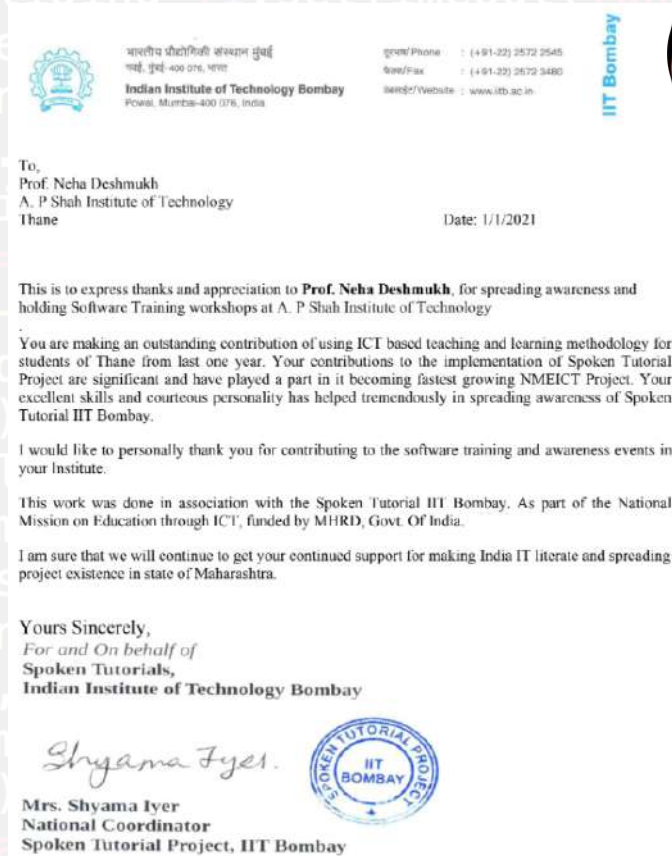 भारतीय प्रौद्योगिकी संस्थान मुंबई
पवई, मुंबई-400 076, भारत
Indian Institute of Technology Bombay
Powai, Mumbai-400 076, India
दूरभाष/Phone : (+91-22) 2572 2545
फैक्स/Fax : (+91-22) 2572 3480
वेबसाईट/Website : www.iitb.ac.in
IIT Bombay
To,
Prof. Neha Deshmukh
A. P Shah Institute of Technology
Thane
Date: 1/1/2021
This is to express thanks and appreciation to Prof. Neha Deshmukh, for spreading awareness and
holding Software Training workshops at A. P Shah Institute of Technology
.
You are making an outstanding contribution of using ICT based teaching and learning methodology for
students of Thane from last one year. Your contributions to the implementation of Spoken Tutorial
Project are significant and have played a part in it becoming fastest growing NMEICT Project. Your
excellent skills and courteous personality has helped tremendously in spreading awareness of Spoken
Tutorial IIT Bombay.
I would like to personally thank you for contributing to the software training and awareness events in
your Institute.
This work was done in association with the Spoken Tutorial IIT Bombay. As part of the National
Mission on Education through ICT, funded by MHRD, Govt. Of India.
I am sure that we will continue to get your continued support for making India IT literate and spreading
project existence in state of Maharashtra.
Yours Sincerely,
For and On behalf of
Spoken Tutorials,
Indian Institute of Technology Bombay
Shyama Iyer.
SPOKEN TUTORIAL PROJECT
IIT
BOMBAY
Mrs. Shyama Iyer
National Coordinator
Spoken Tutorial Project, IIT Bombay